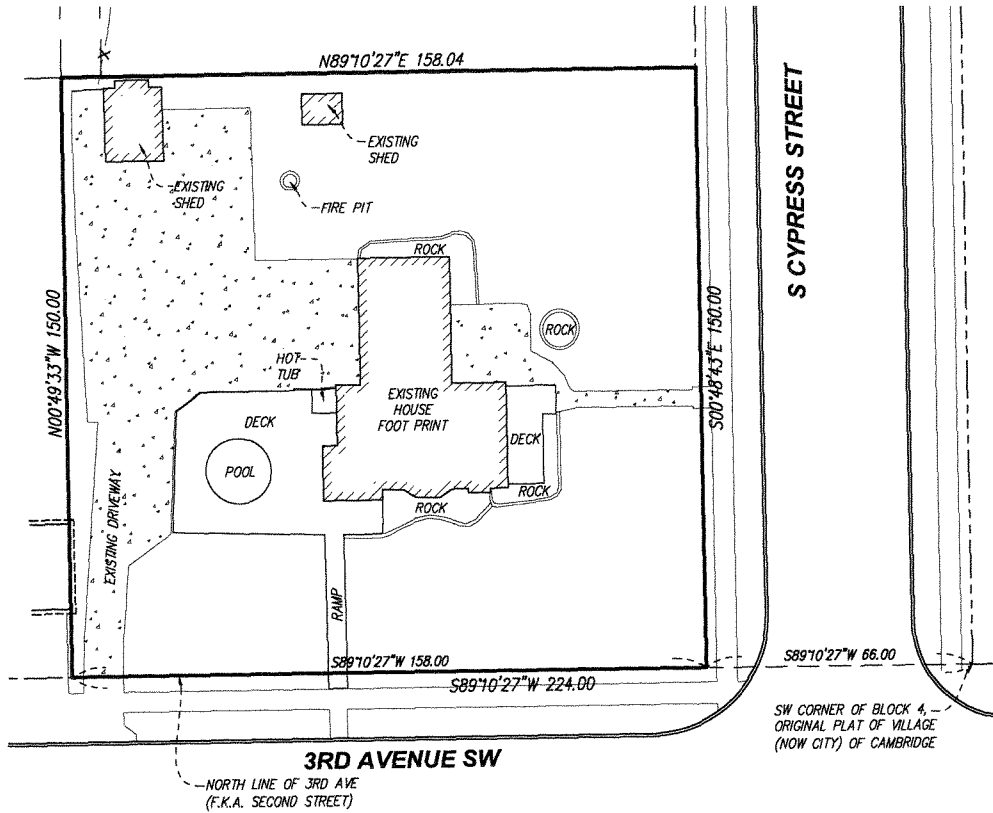 N89°10'27"E 158.04
S CYPRESS STREET
EXISTING
SHED
EXISTING
SHED
FIRE PIT
ROCK
ROCK
N00°49'33"W 150.00
S00°48'43"E 150.00
HOT
TUB
EXISTING
HOUSE
FOOT PRINT
DECK
DECK
POOL
ROCK
ROCK
EXISTING DRIVEWAY
RAMP
S89°10'27"W 158.00
S89°10'27"W 66.00
S89°10'27"W 224.00
SW CORNER OF BLOCK 4,
ORIGINAL PLAT OF VILLAGE
(NOW CITY) OF CAMBRIDGE
3RD AVENUE SW
NORTH LINE OF 3RD AVE
(F.K.A. SECOND STREET)